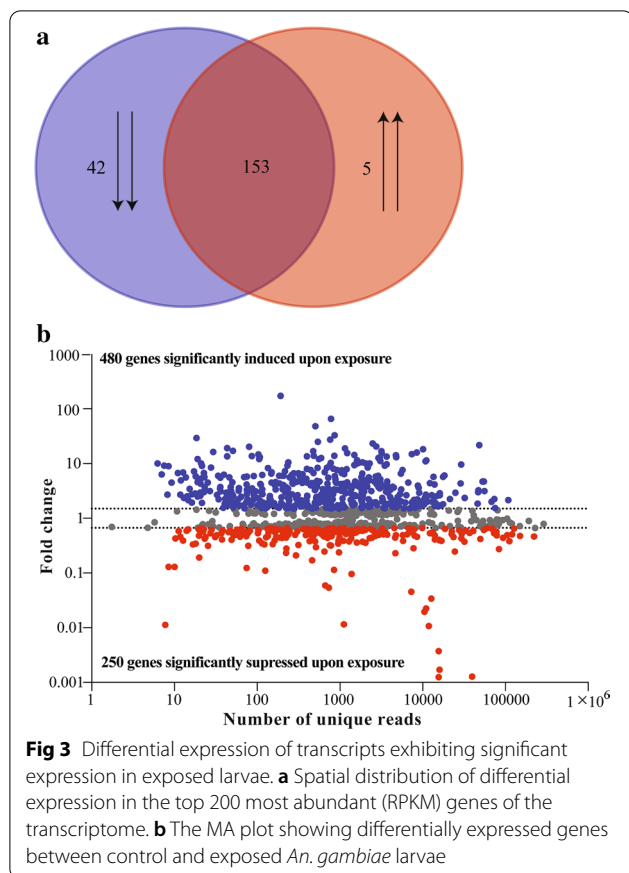 a
42
153
5
b
1000
480 genes significantly induced upon exposure
100
10
1
0.1
0.01
0.001
Fold change
250 genes significantly supressed upon exposure
1
10
100
1000
10000
100000
1×10⁶
Number of unique reads
Fig 3 Differential expression of transcripts exhibiting significant
expression in exposed larvae. a Spatial distribution of differential
expression in the top 200 most abundant (RPKM) genes of the
transcriptome. b The MA plot showing differentially expressed genes
between control and exposed An. gambiae larvae